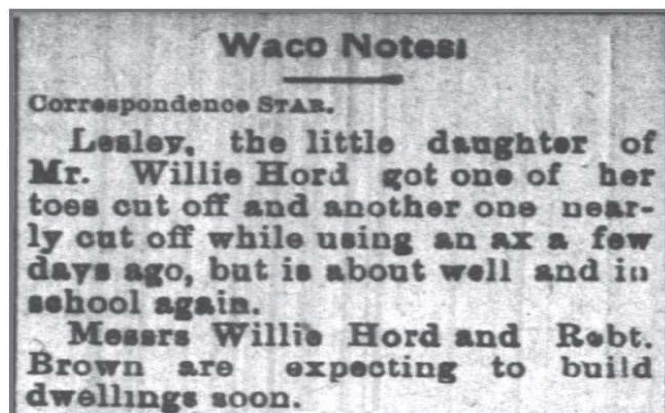 Waco Notes:
Correspondence STAR.
Lesley, the little daughter of
Mr. Willie Hord got one of her
toes cut off and another one near-
ly cut off while using an ax a few
days ago, but is about well and in
school again.
Messrs Willie Hord and Robt.
Brown are expecting to build
dwellings soon.